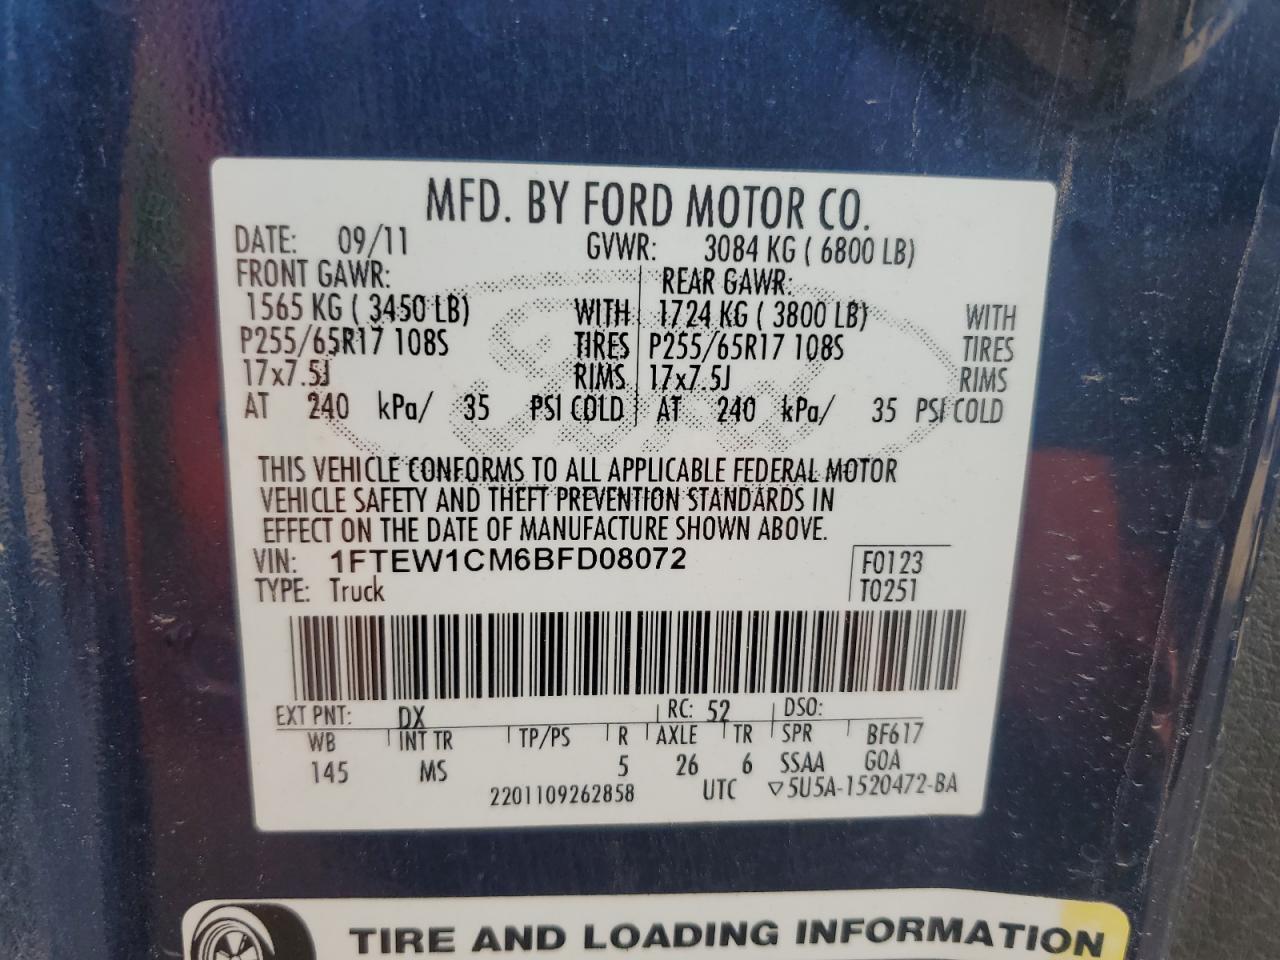 MFD. BY FORD MOTOR CO.
DATE: 09/11 GVWR: 3084 KG ( 6800 LB)
FRONT GAWR: REAR GAWR:
1565 KG ( 3450 LB) WITH 1724 KG ( 3800 LB) WITH
P255/65R17 108S TIRES P255/65R17 108S TIRES
17x7.5J RIMS 17x7.5J RIMS
AT 240 kPa/ 35 PSI COLD AT 240 kPa/ 35 PSI COLD
THIS VEHICLE CONFORMS TO ALL APPLICABLE FEDERAL MOTOR
VEHICLE SAFETY AND THEFT PREVENTION STANDARDS IN
EFFECT ON THE DATE OF MANUFACTURE SHOWN ABOVE.
VIN: 1FTEW1CM6BFD08072 F0123
TYPE: Truck T0251
EXT PNT: DX RC: 52 DSO:
WB INT TR TP/PS R AXLE TR SPR BF617
145 MS 5 26 6 SSAA GOA
2201109262858 UTC ▽5U5A-1520472-BA
TIRE AND LOADING INFORMATION